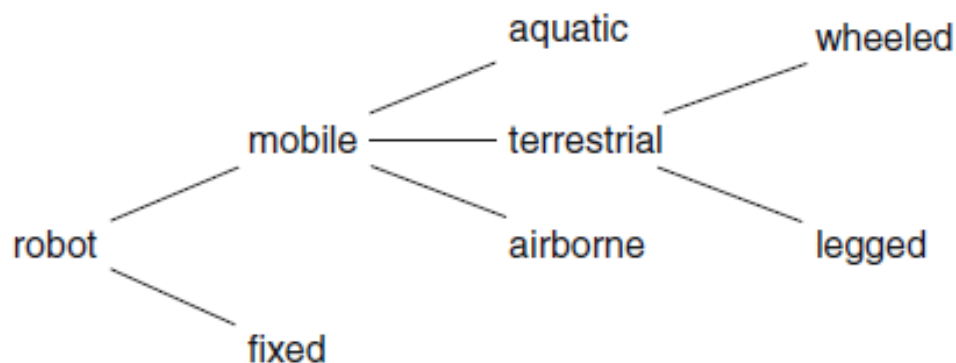 aquatic
wheeled
mobile
terrestrial
robot
airborne
legged
fixed